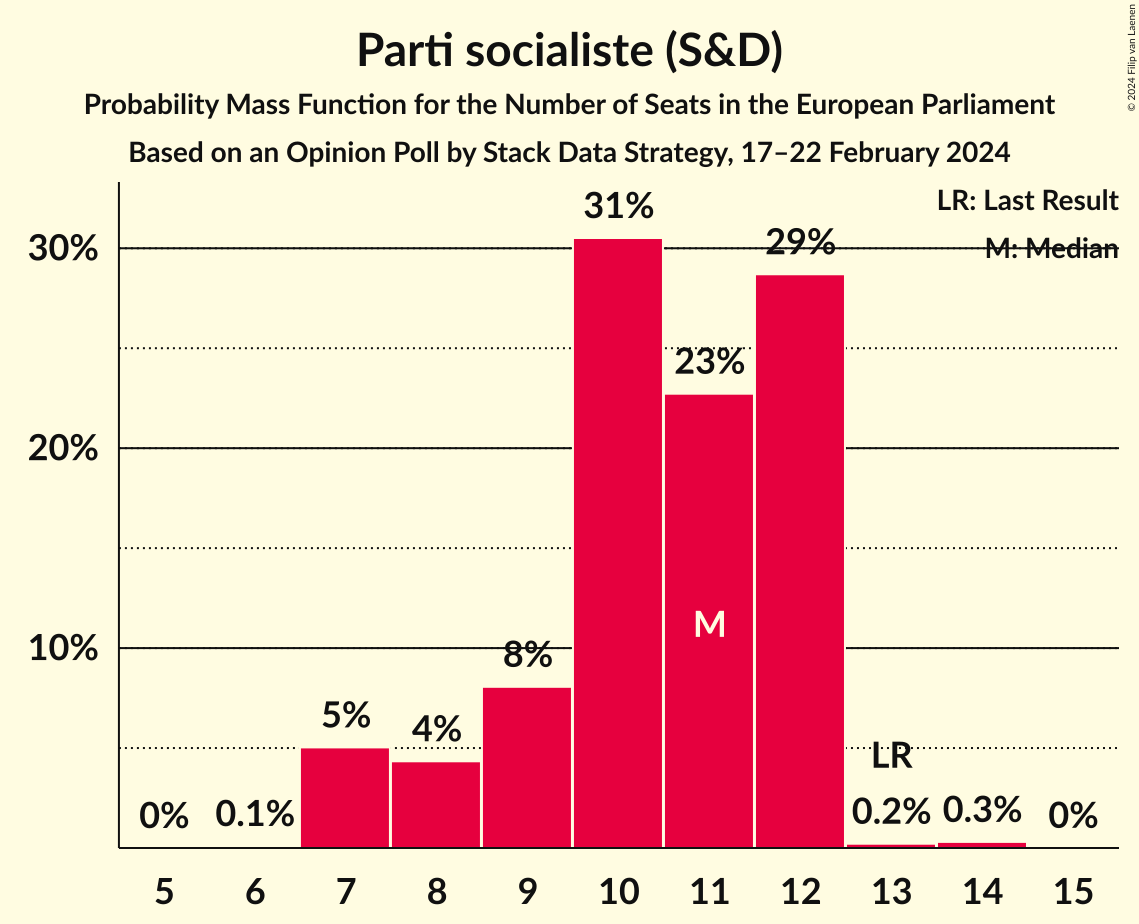 Parti socialiste (S&D)
Probability Mass Function for the Number of Seats in the European Parliament
Based on an Opinion Poll by Stack Data Strategy, 17–22 February 2024
© 2024 Filip van Laenen
LR: Last Result
M: Median
30%
20%
10%
0%
0.1%
5%
4%
8%
31%
23%
29%
0.2%
0.3%
0%
M
LR
5 6 7 8 9 10 11 12 13 14 15